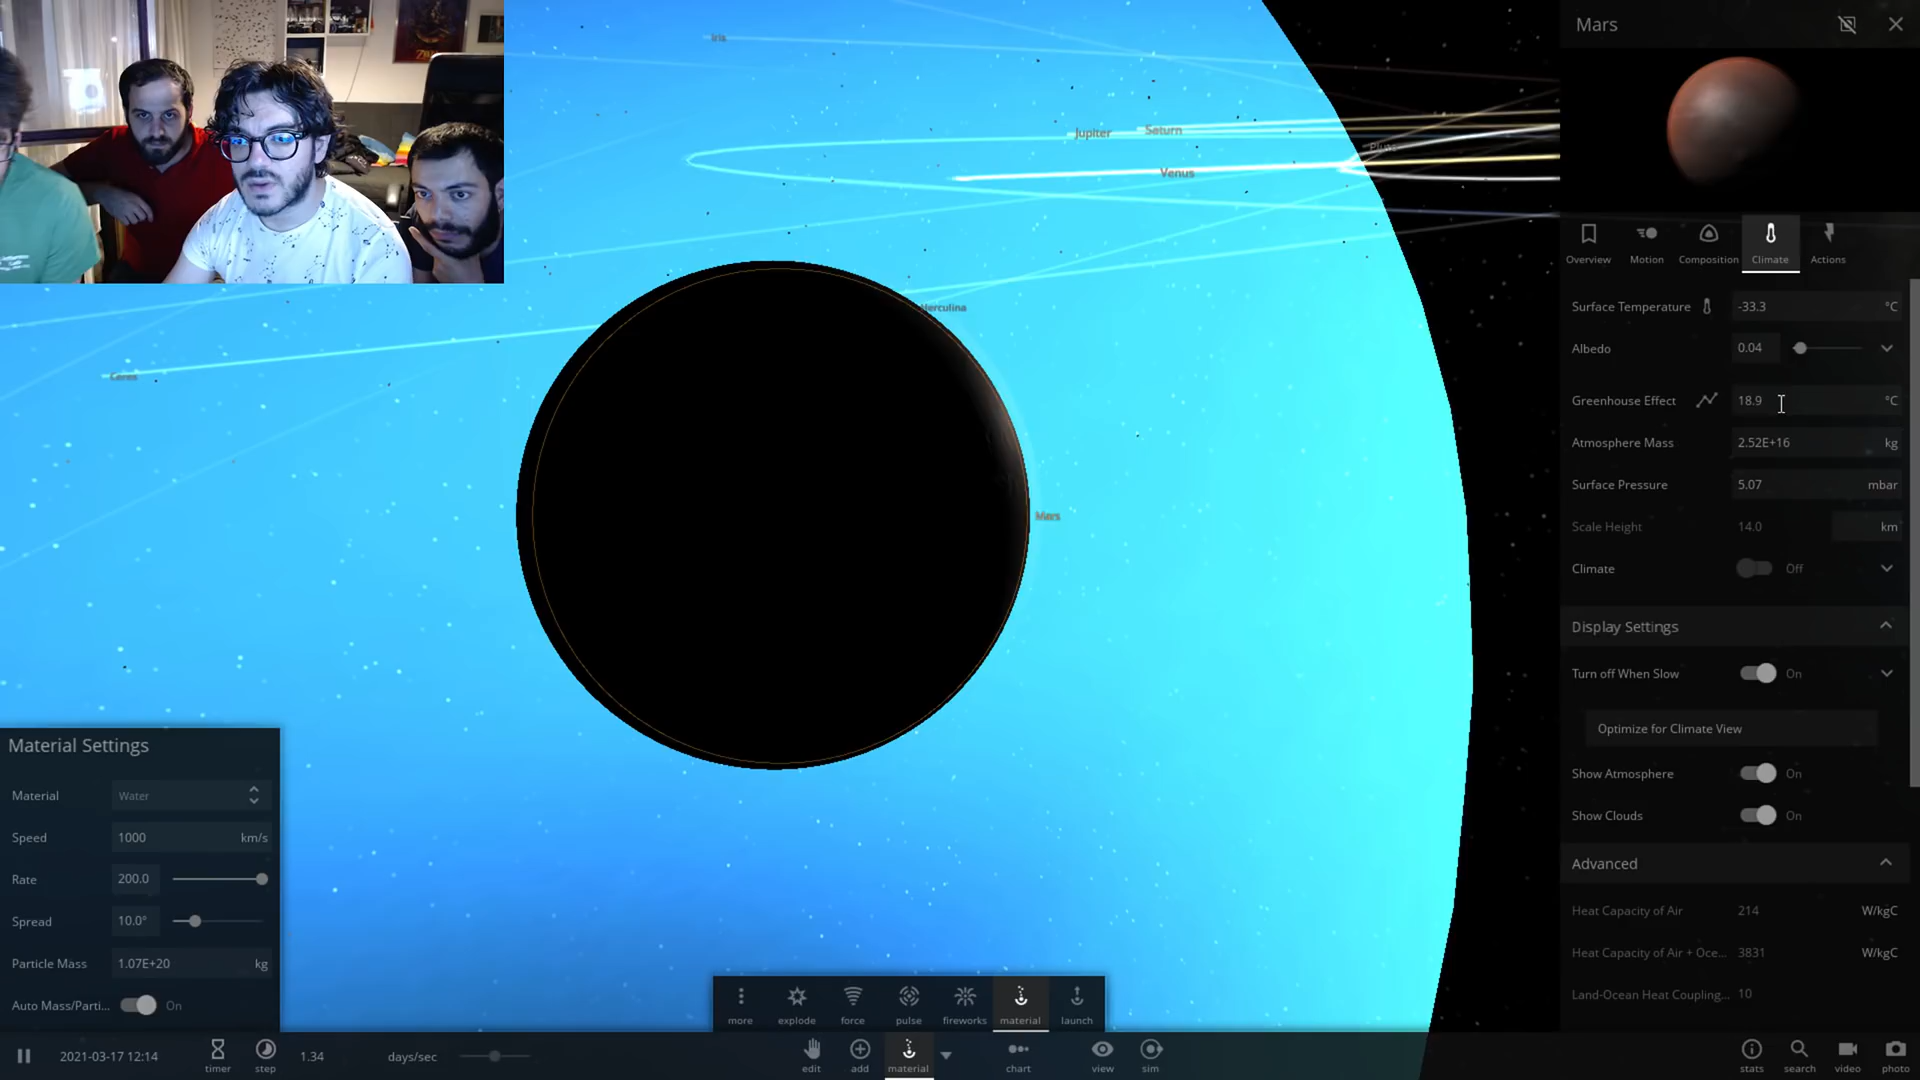 Iris
Jupiter
Saturn
Venus
Pluto
Herculina
Ceres
Mars
Mars
Overview
Motion
Composition
Climate
Actions
Surface Temperature -33.3 °C
Albedo 0.04
Greenhouse Effect 18.9 °C
Atmosphere Mass 2.52E+16 kg
Surface Pressure 5.07 mbar
Scale Height 14.0 km
Climate Off
Display Settings
Turn off When Slow On
Optimize for Climate View
Show Atmosphere On
Show Clouds On
Advanced
Heat Capacity of Air 214 W/kgC
Heat Capacity of Air + Oce... 3831 W/kgC
Land-Ocean Heat Coupling... 10
Material Settings
Material Water
Speed 1000 km/s
Rate 200.0
Spread 10.0°
Particle Mass 1.07E+20 kg
Auto Mass/Parti... On
more
explode
force
pulse
fireworks
material
launch
2021-03-17 12:14
timer
step
1.34 days/sec
edit
add
material
chart
view
sim
stats
search
video
photo